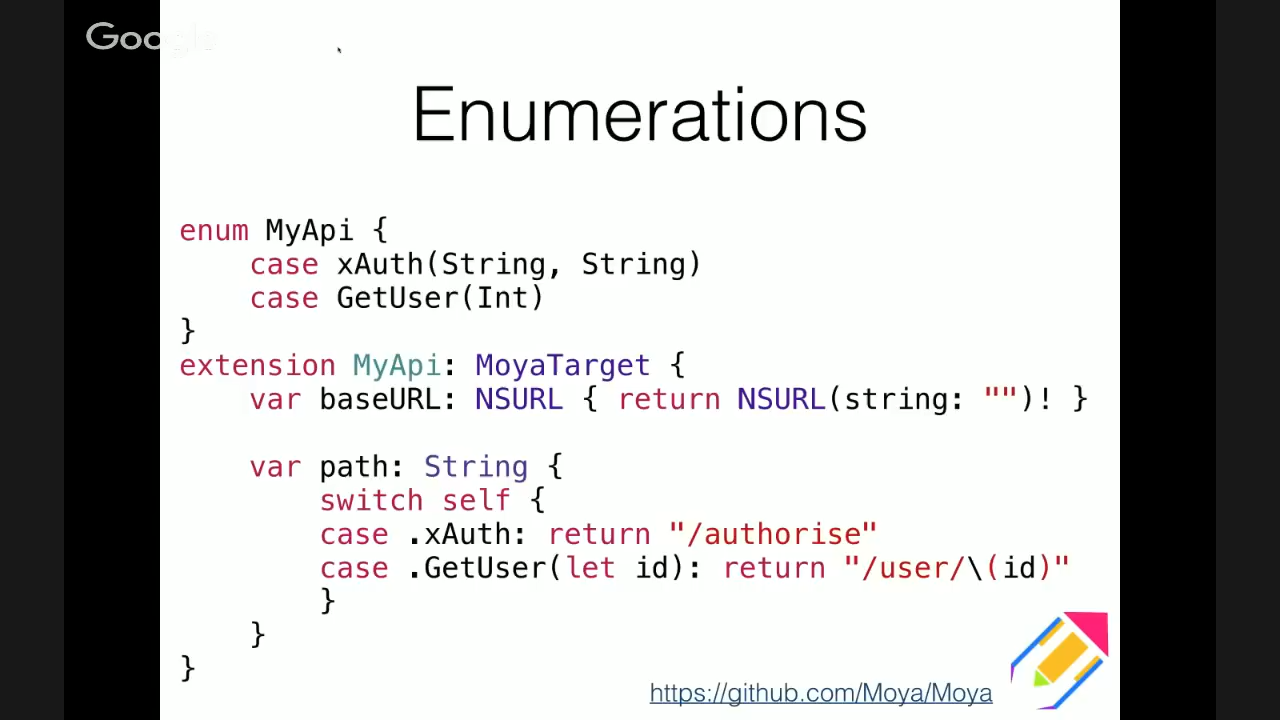 Google
Enumerations
enum MyApi {
    case xAuth(String, String)
    case GetUser(Int)
}
extension MyApi: MoyaTarget {
    var baseURL: NSURL { return NSURL(string: "")! }
    var path: String {
        switch self {
        case .xAuth: return "/authorise"
        case .GetUser(let id): return "/user/\(id)"
        }
    }
}
https://github.com/Moya/Moya